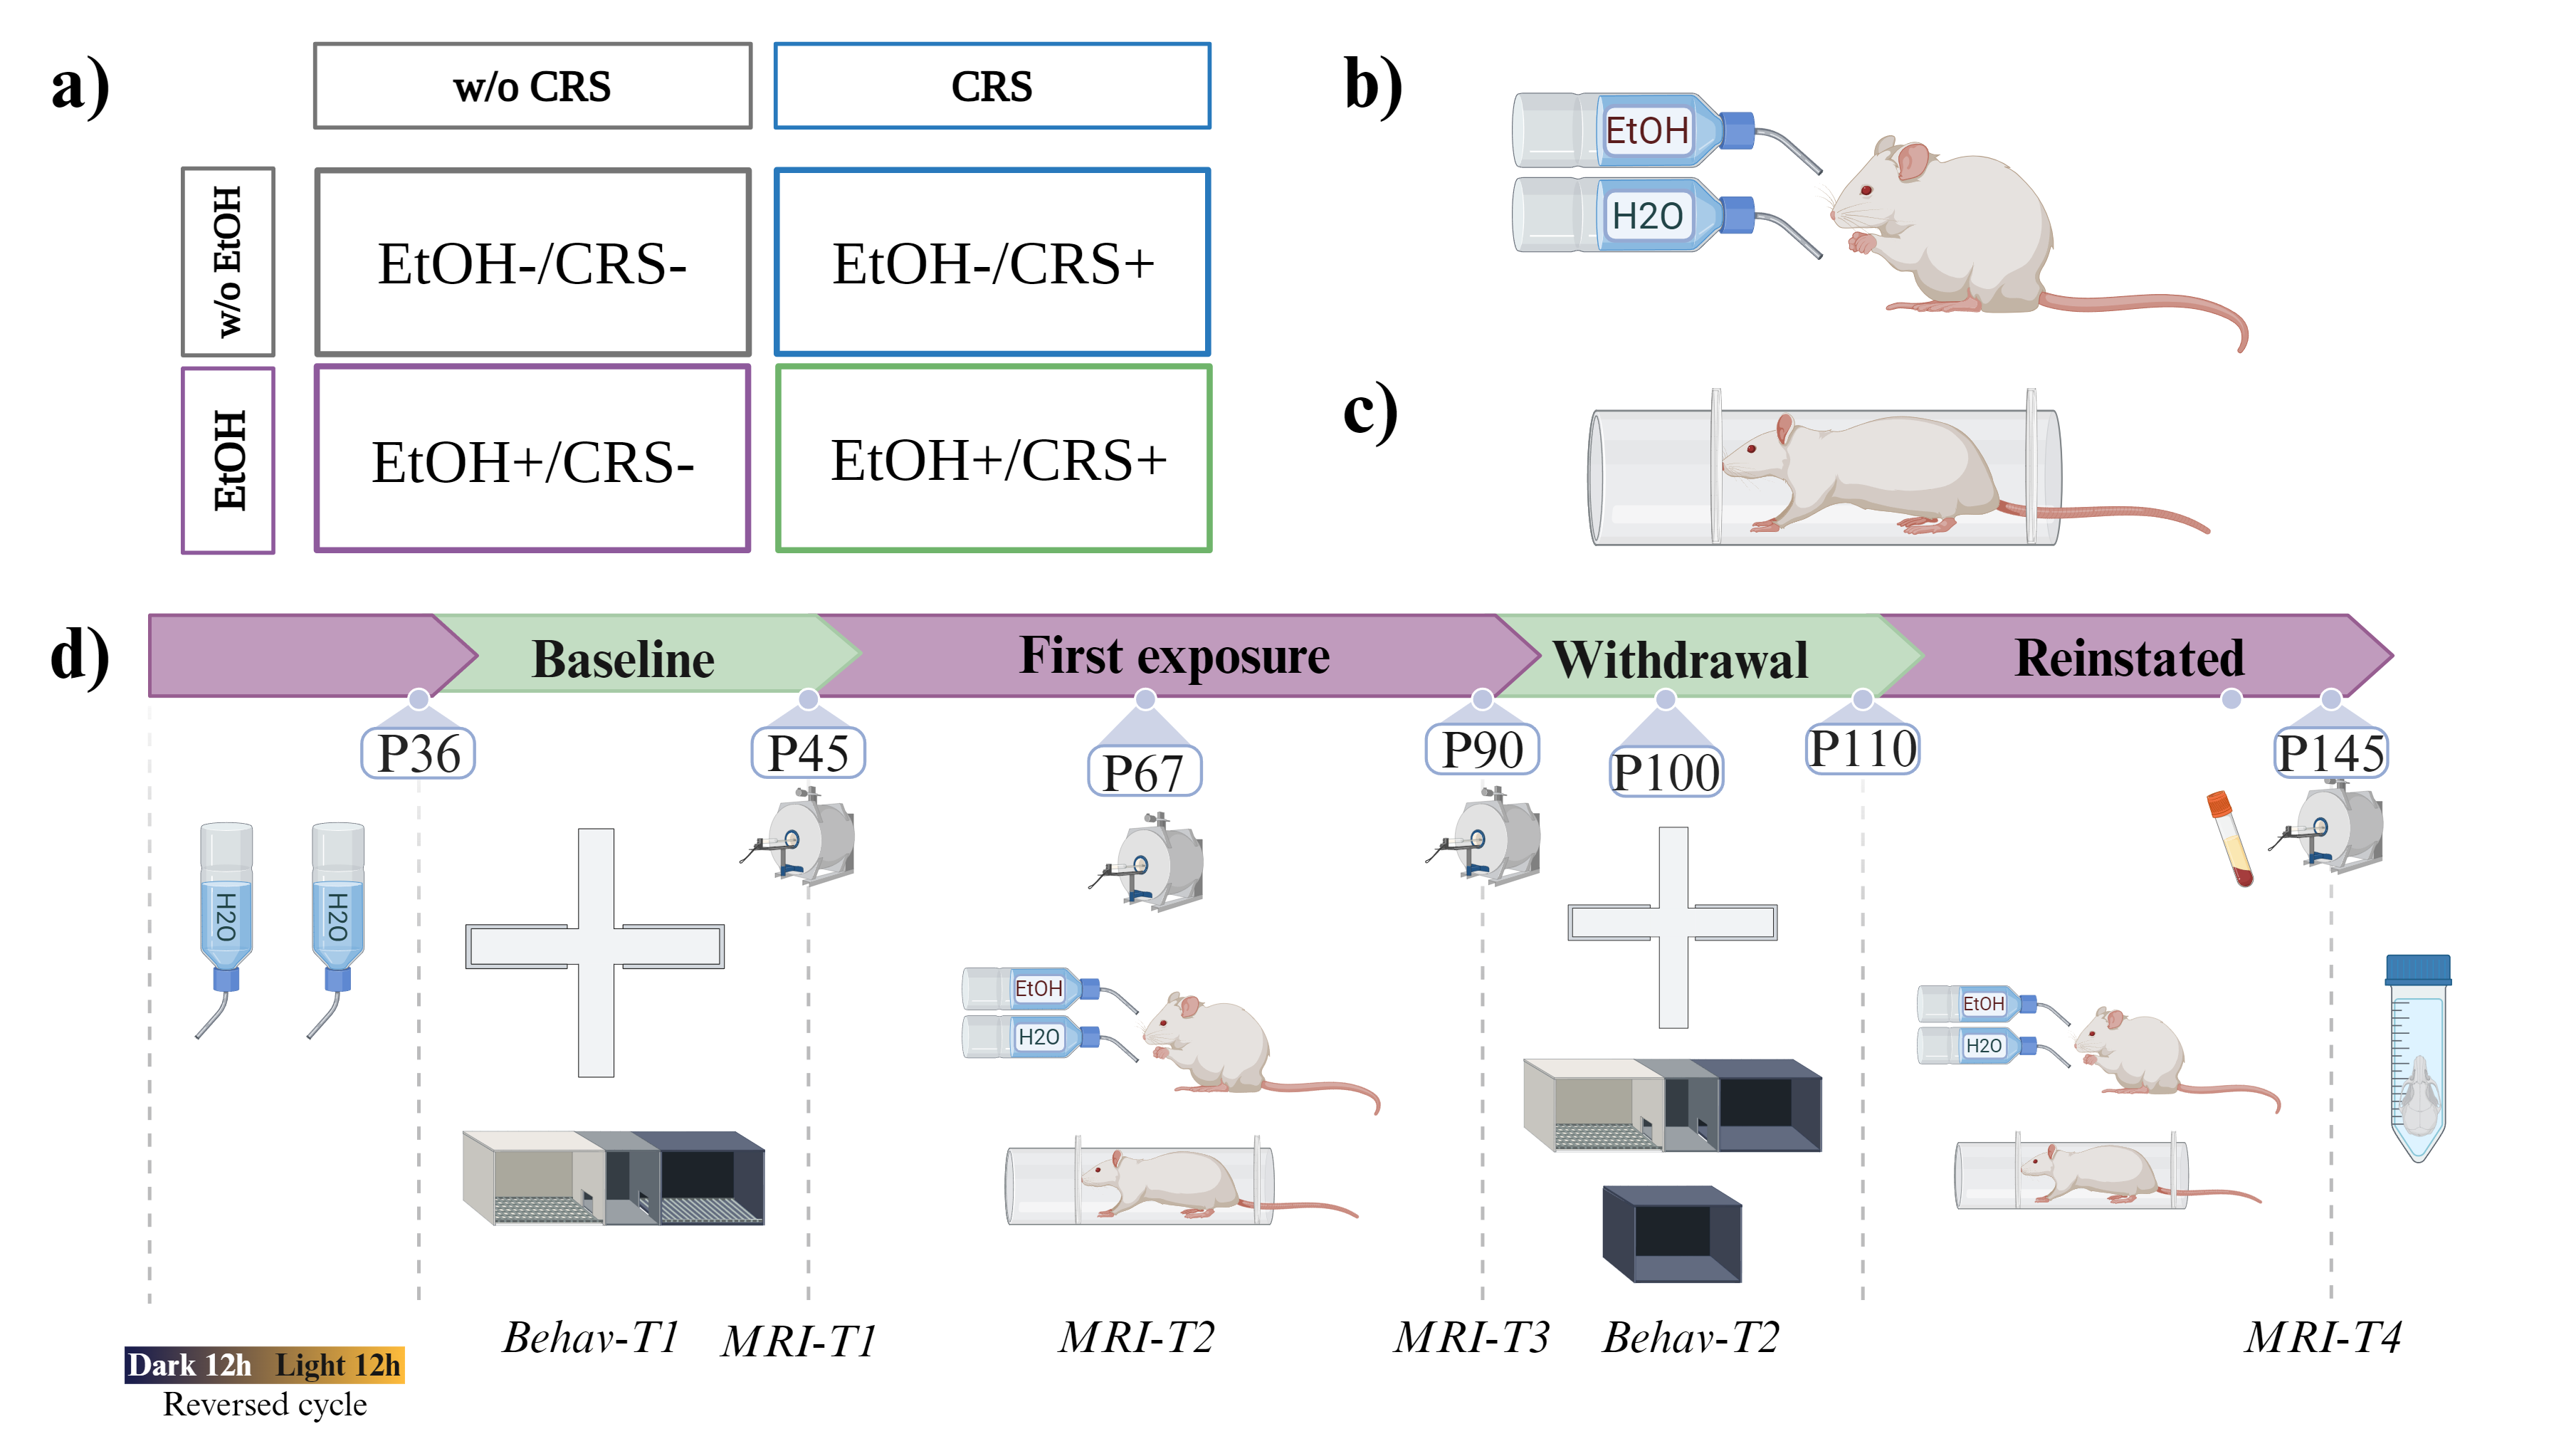 a)
w/o CRS
CRS
w/o EtOH
EtOH-/CRS-
EtOH-/CRS+
EtOH
EtOH+/CRS-
EtOH+/CRS+
b)
EtOH
H2O
c)
d)
Baseline
First exposure
Withdrawal
Reinstated
P36
P45
P67
P90
P100
P110
P145
H2O
H2O
EtOH
H2O
EtOH
H2O
Behav-T1
MRI-T1
MRI-T2
MRI-T3
Behav-T2
MRI-T4
Dark 12h Light 12h
Reversed cycle